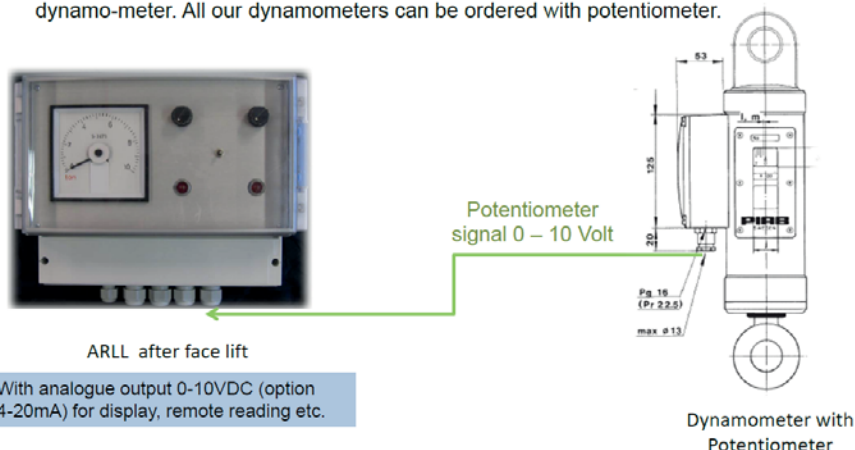 dynamo-meter. All our dynamometers can be ordered with potentiometer.
53
125
20
PIAB
Potentiometer
signal 0 – 10 Volt
Pg 16
(Pr 22.5)
max ø 13
ARLL after face lift
With analogue output 0-10VDC (option
4-20mA) for display, remote reading etc.
Dynamometer with
Potentiometer